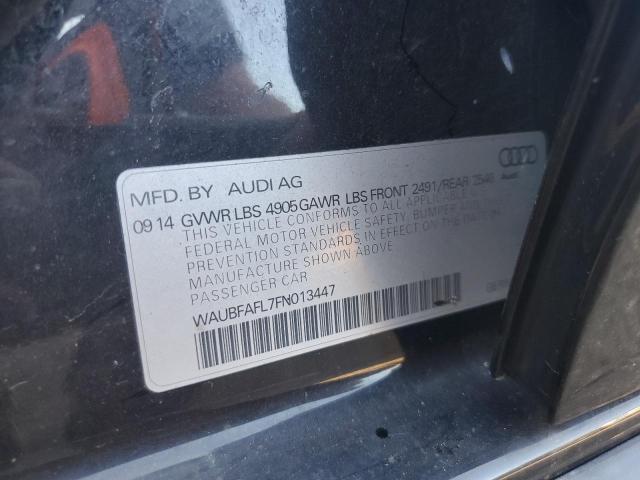 MFD. BY AUDI AG
Audi
09 14 GVWR LBS 4905 GAWR LBS FRONT 2491/REAR 2546
THIS VEHICLE CONFORMS TO ALL APPLICABLE
FEDERAL MOTOR VEHICLE SAFETY, BUMPER, AND
PREVENTION STANDARDS IN EFFECT ON THE DATE OF
MANUFACTURE SHOWN ABOVE
PASSENGER CAR
WAUBFAFL7FN013447